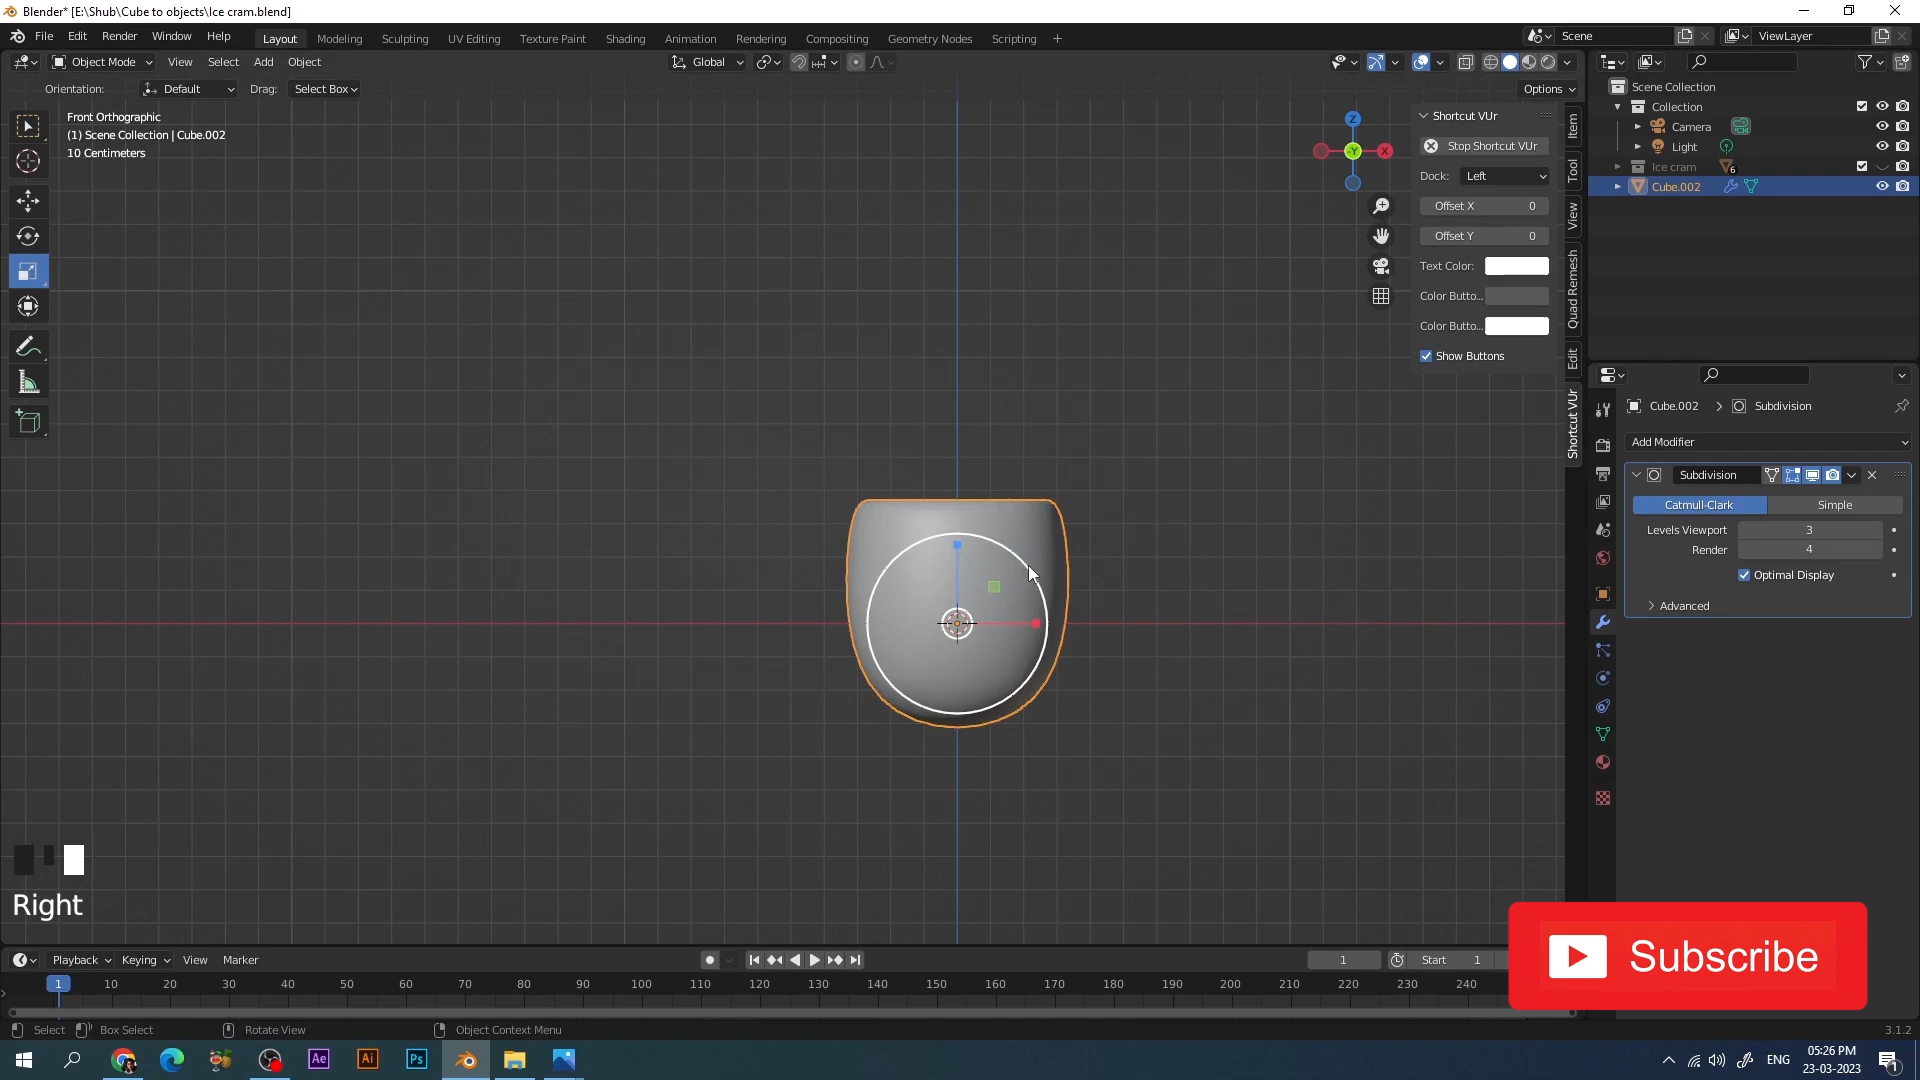 Blender* [E:\Shub\Cube to objects\Ice cram.blend]
File Edit Render Window Help Layout Modeling Sculpting UV Editing Texture Paint Shading Animation Rendering Compositing Geometry Nodes Scripting + Scene ViewLayer
Object Mode View Select Add Object Global
Orientation: Default Drag: Select Box Options
Front Orthographic
(1) Scene Collection | Cube.002
10 Centimeters
Z
-Y
X
Shortcut VUr
Stop Shortcut VUr
Dock: Left
Offset X 0
Offset Y 0
Text Color:
Color Butto...
Color Butto...
Show Buttons
Item
Tool
View
Quad Remesh
Edit
Shortcut VUr
Scene Collection
Collection
Camera
Light
Ice cram 6
Cube.002
Cube.002 > Subdivision
Add Modifier
Subdivision
Catmull-Clark Simple
Levels Viewport 3
Render 4
Optimal Display
Advanced
Right
Subscribe
Playback Keying View Marker 1 Start 1
1 10 20 30 40 50 60 70 80 90 100 110 120 130 140 150 160 170 180 190 200 210 220 230 240
Select Box Select Rotate View Object Context Menu 3.1.2
Ae Ai Ps ENG 05:26 PM
23-03-2023 1